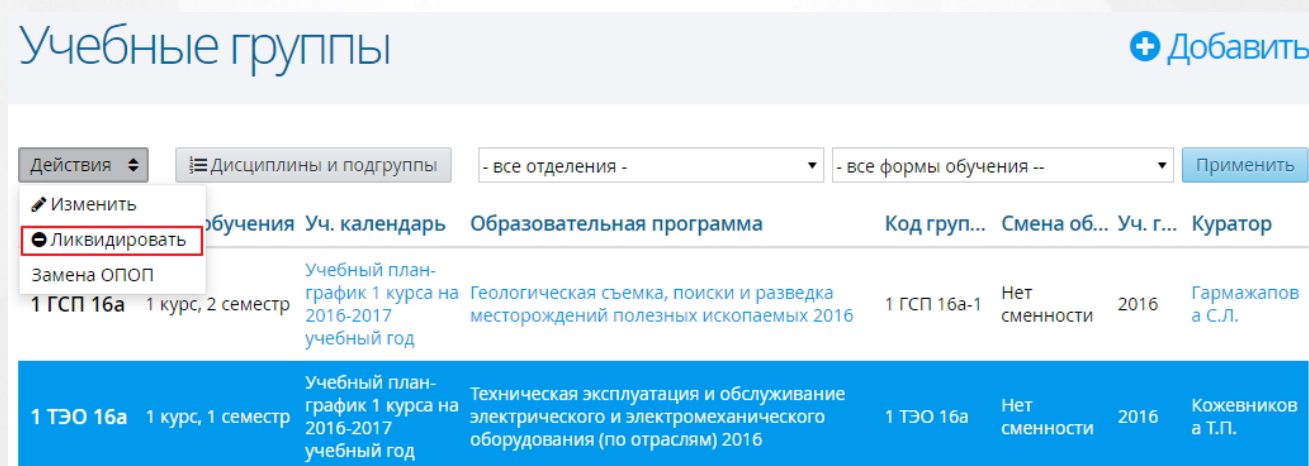 Учебные группы
Добавить
Действия
Дисциплины и подгруппы
- все отделения -
- все формы обучения --
Применить
Изменить
Ликвидировать
Замена ОПОП
обучения Уч. календарь Образовательная программа Код груп... Смена об... Уч. г... Куратор
1 ГСП 16а 1 курс, 2 семестр
Учебный план-
график 1 курса на
2016-2017
учебный год
Геологическая съемка, поиски и разведка
месторождений полезных ископаемых 2016
1 ГСП 16а-1
Нет
сменности
2016
Гармажапов
а С.Л.
1 ТЭО 16а 1 курс, 1 семестр
Учебный план-
график 1 курса на
2016-2017
учебный год
Техническая эксплуатация и обслуживание
электрического и электромеханического
оборудования (по отраслям) 2016
1 ТЭО 16а
Нет
сменности
2016
Кожевников
а Т.П.